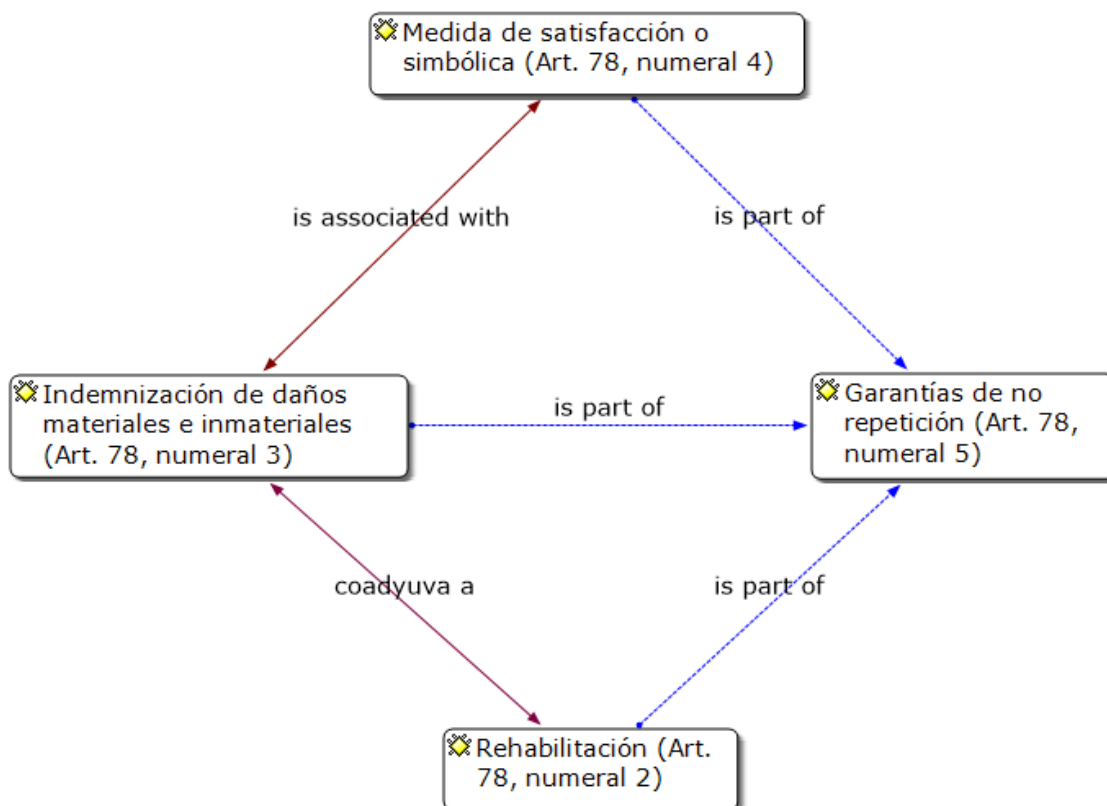 Medida de satisfacción o
simbólica (Art. 78, numeral 4)
is associated with
is part of
Indemnización de daños
materiales e inmateriales
(Art. 78, numeral 3)
is part of
Garantías de no
repetición (Art. 78,
numeral 5)
coadyuva a
is part of
Rehabilitación (Art.
78, numeral 2)